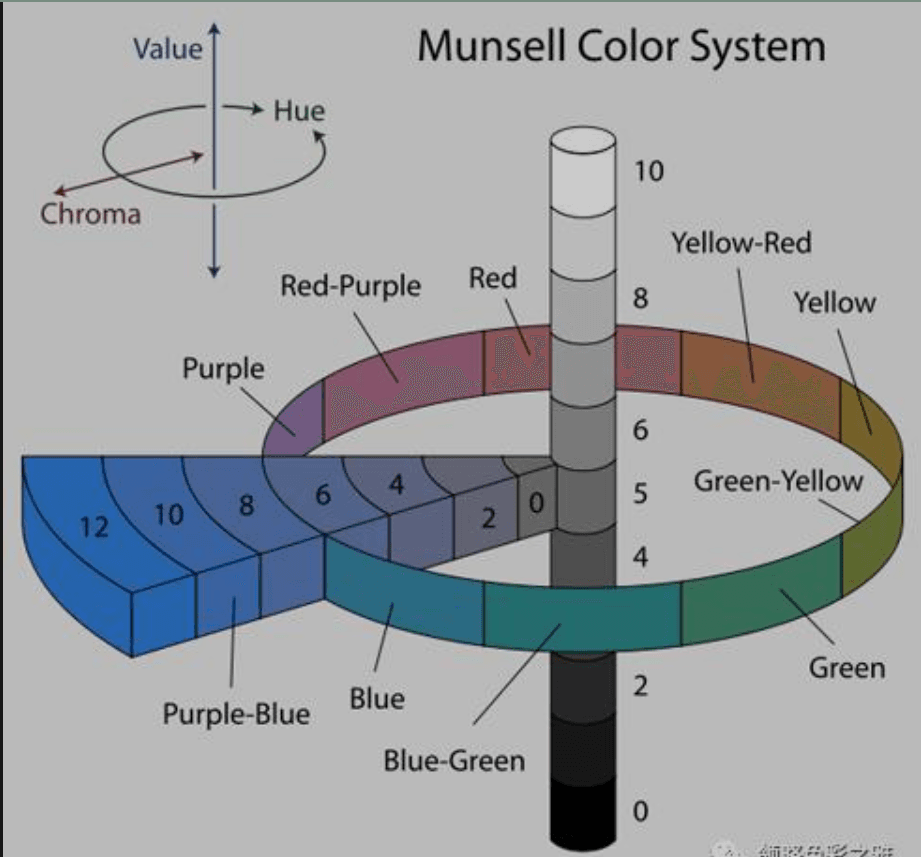 Munsell Color System
Value
Hue
Chroma
10
Yellow-Red
Red
Red-Purple
8
Yellow
Purple
6
Green-Yellow
12
10
8
6
4
2
0
5
4
Green
2
Purple-Blue
Blue
Blue-Green
0